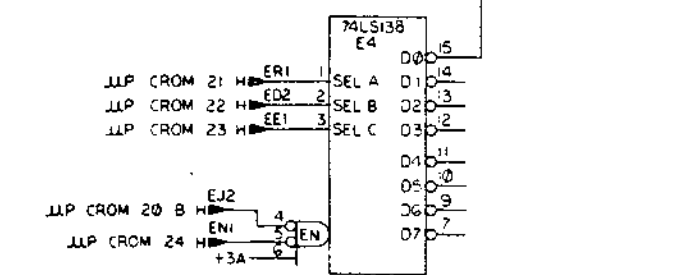 74LS138
E4
D0 15
µP CROM 21 H ER1 1 SEL A D1 14
µP CROM 22 H ED2 2 SEL B D2 13
µP CROM 23 H EE1 3 SEL C D3 12
D4 11
D5 10
EJ2
µP CROM 20 B H 4 D6 9
EN1 5 EN D7 7
µP CROM 24 H
+3A 6